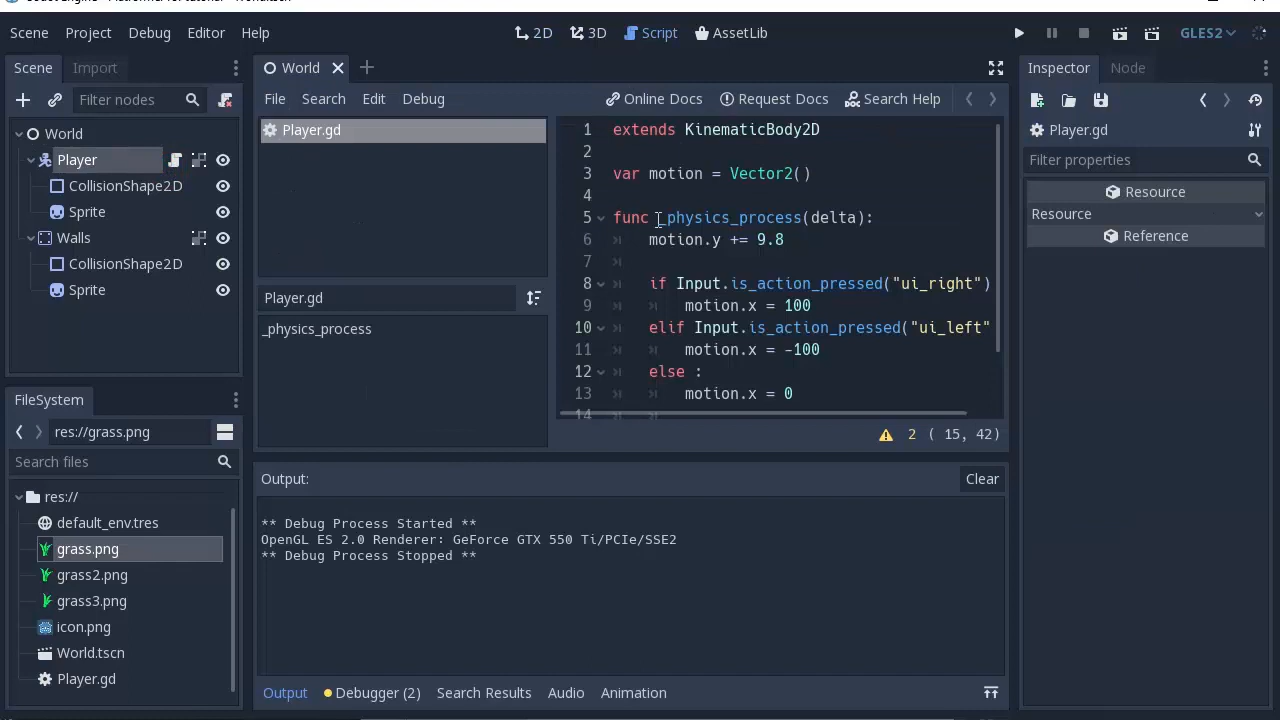 Scene Project Debug Editor Help 2D 3D Script AssetLib GLES2
Scene Import World Inspector Node
Filter nodes File Search Edit Debug Online Docs Request Docs Search Help
World
Player
CollisionShape2D
Sprite
Walls
CollisionShape2D
Sprite
Player.gd
Player.gd
_physics_process
1 extends KinematicBody2D
2
3 var motion = Vector2()
4
5 func _physics_process(delta):
6 motion.y += 9.8
7
8 if Input.is_action_pressed("ui_right")
9 motion.x = 100
10 elif Input.is_action_pressed("ui_left"
11 motion.x = -100
12 else :
13 motion.x = 0
14
2 ( 15, 42)
Player.gd
Filter properties
Resource
Resource
Reference
FileSystem
res://grass.png
Search files
res://
default_env.tres
grass.png
grass2.png
grass3.png
icon.png
World.tscn
Player.gd
Output: Clear
** Debug Process Started **
OpenGL ES 2.0 Renderer: GeForce GTX 550 Ti/PCIe/SSE2
** Debug Process Stopped **
Output Debugger (2) Search Results Audio Animation